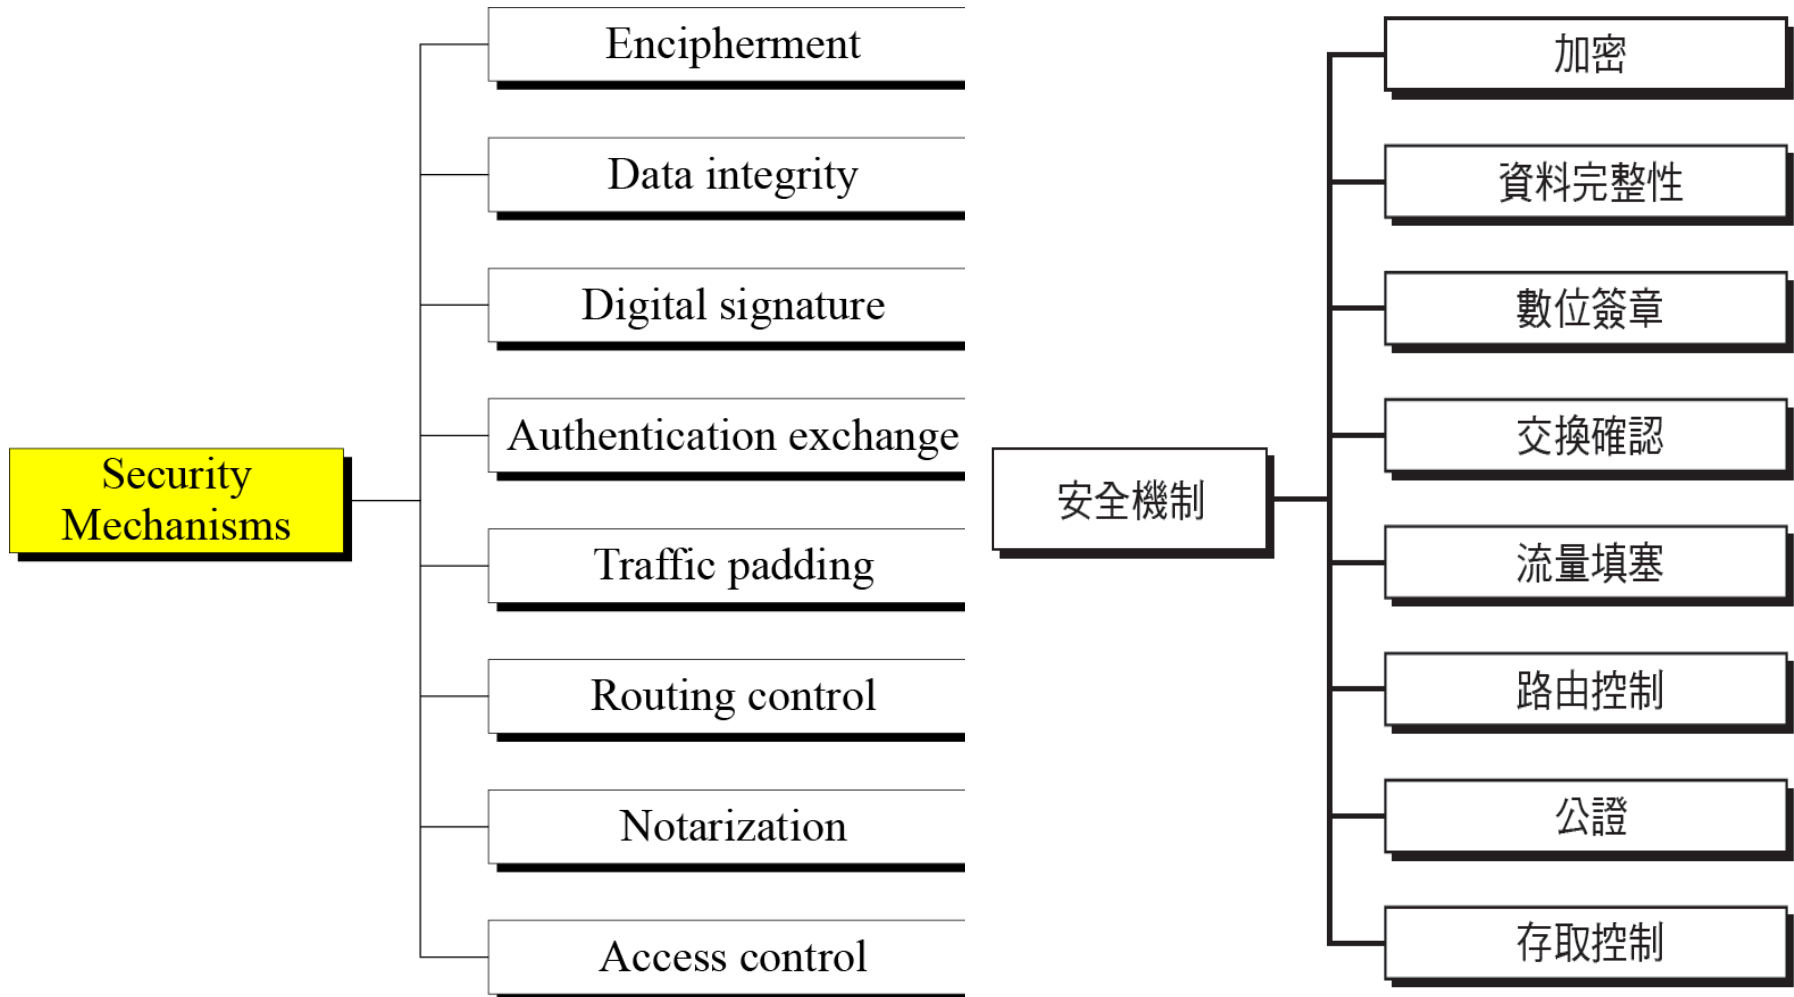 Security
Mechanisms
Encipherment
Data integrity
Digital signature
Authentication exchange
Traffic padding
Routing control
Notarization
Access control
安全機制
加密
資料完整性
數位簽章
交換確認
流量填塞
路由控制
公證
存取控制